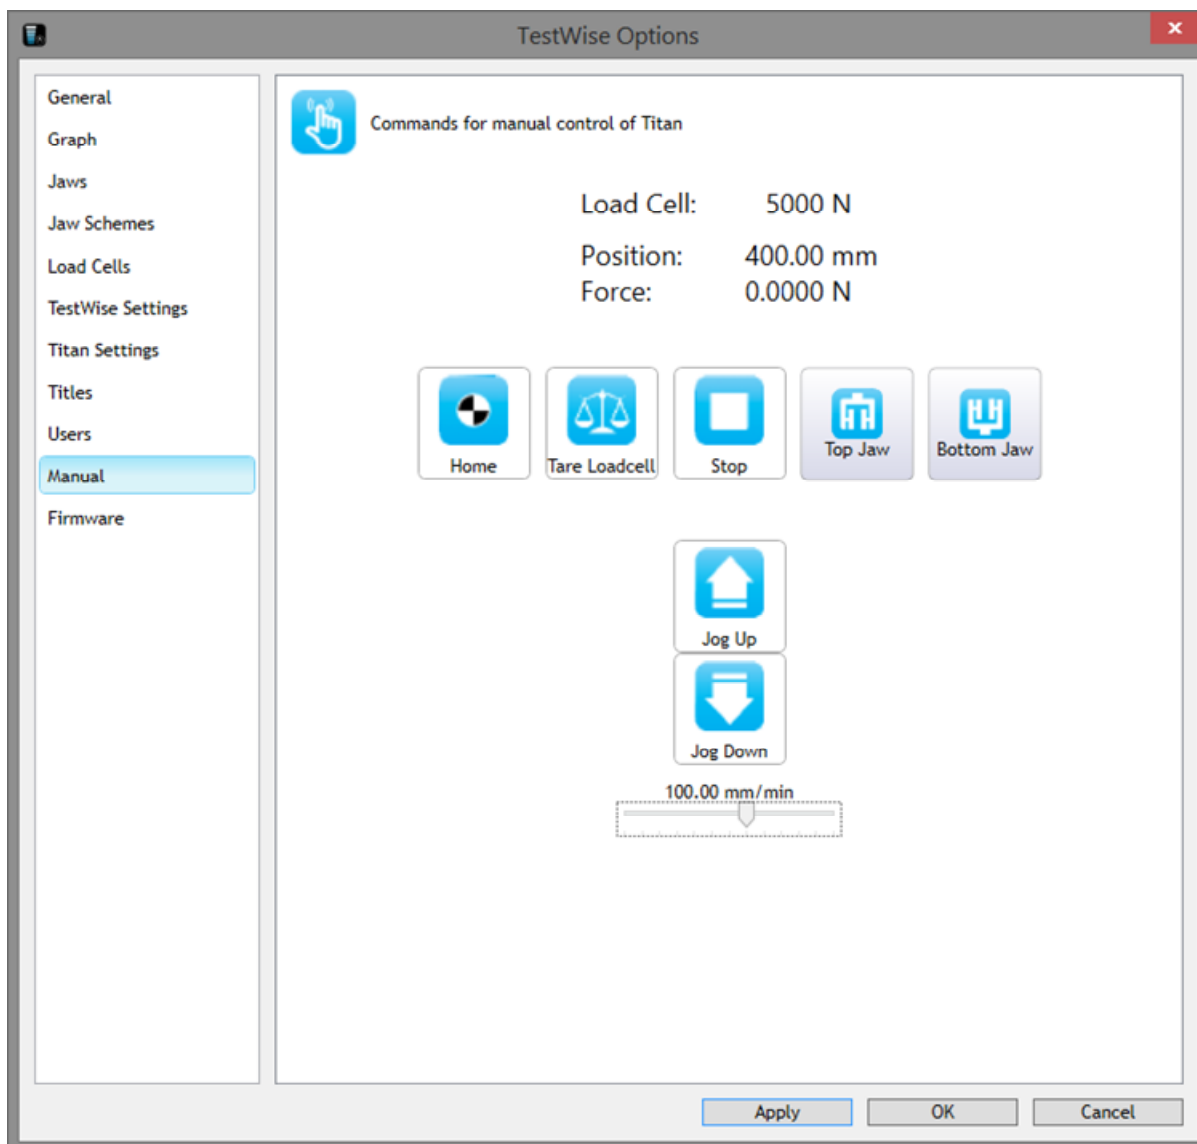 TestWise Options
General
Graph
Jaws
Jaw Schemes
Load Cells
TestWise Settings
Titan Settings
Titles
Users
Manual
Firmware
Commands for manual control of Titan
Load Cell: 5000 N
Position: 400.00 mm
Force: 0.0000 N
Home Tare Loadcell Stop Top Jaw Bottom Jaw
Jog Up
Jog Down
100.00 mm/min
Apply OK Cancel